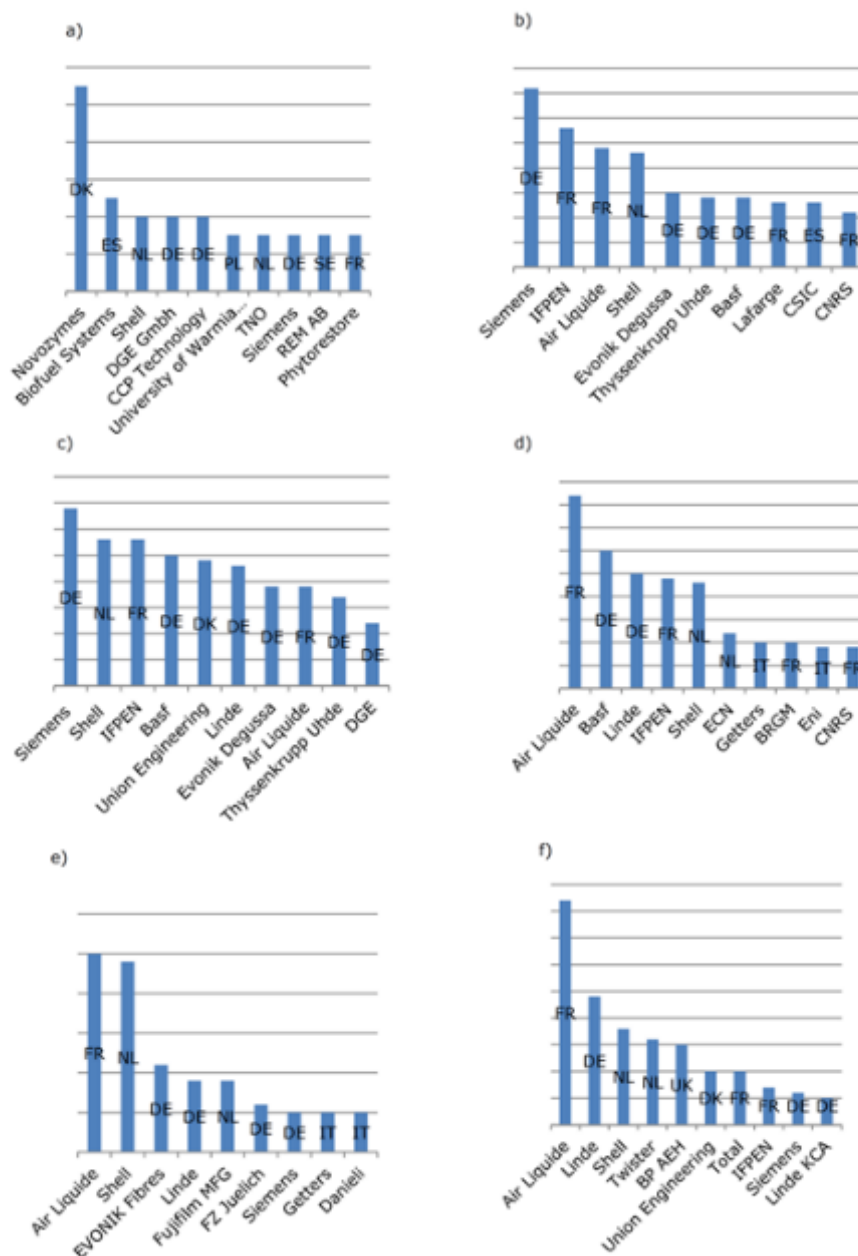 a)
DK
ES
NL
DE
DE
PL
NL
DE
SE
FR
Novozymes
Biofuel Systems
Shell
DGE Gmbh
CCP Technology
University of Warmia...
TNO
Siemens
REM AB
Phytorestore
b)
DE
FR
FR
NL
DE
DE
DE
FR
ES
FR
Siemens
IFPEN
Air Liquide
Shell
Evonik Degussa
Thyssenkrupp Uhde
Basf
Lafarge
CSIC
CNRS
c)
DE
NL
FR
DE
DK
DE
DE
FR
DE
DE
Siemens
Shell
IFPEN
Basf
Union Engineering
Linde
Evonik Degussa
Air Liquide
Thyssenkrupp Uhde
DGE
d)
FR
DE
DE
FR
NL
NL
IT
FR
IT
FR
Air Liquide
Basf
Linde
IFPEN
Shell
ECN
Getters
BRGM
Eni
CNRS
e)
FR
NL
DE
DE
NL
DE
DE
IT
IT
Air Liquide
Shell
EVONIK Fibres
Linde
Fujifilm MFG
FZ Juelich
Siemens
Getters
Danieli
f)
FR
DE
NL
NL
UK
DK
FR
FR
DE
DE
Air Liquide
Linde
Shell
Twister
BP AEH
Union Engineering
Total
IFPEN
Siemens
Linde KCA